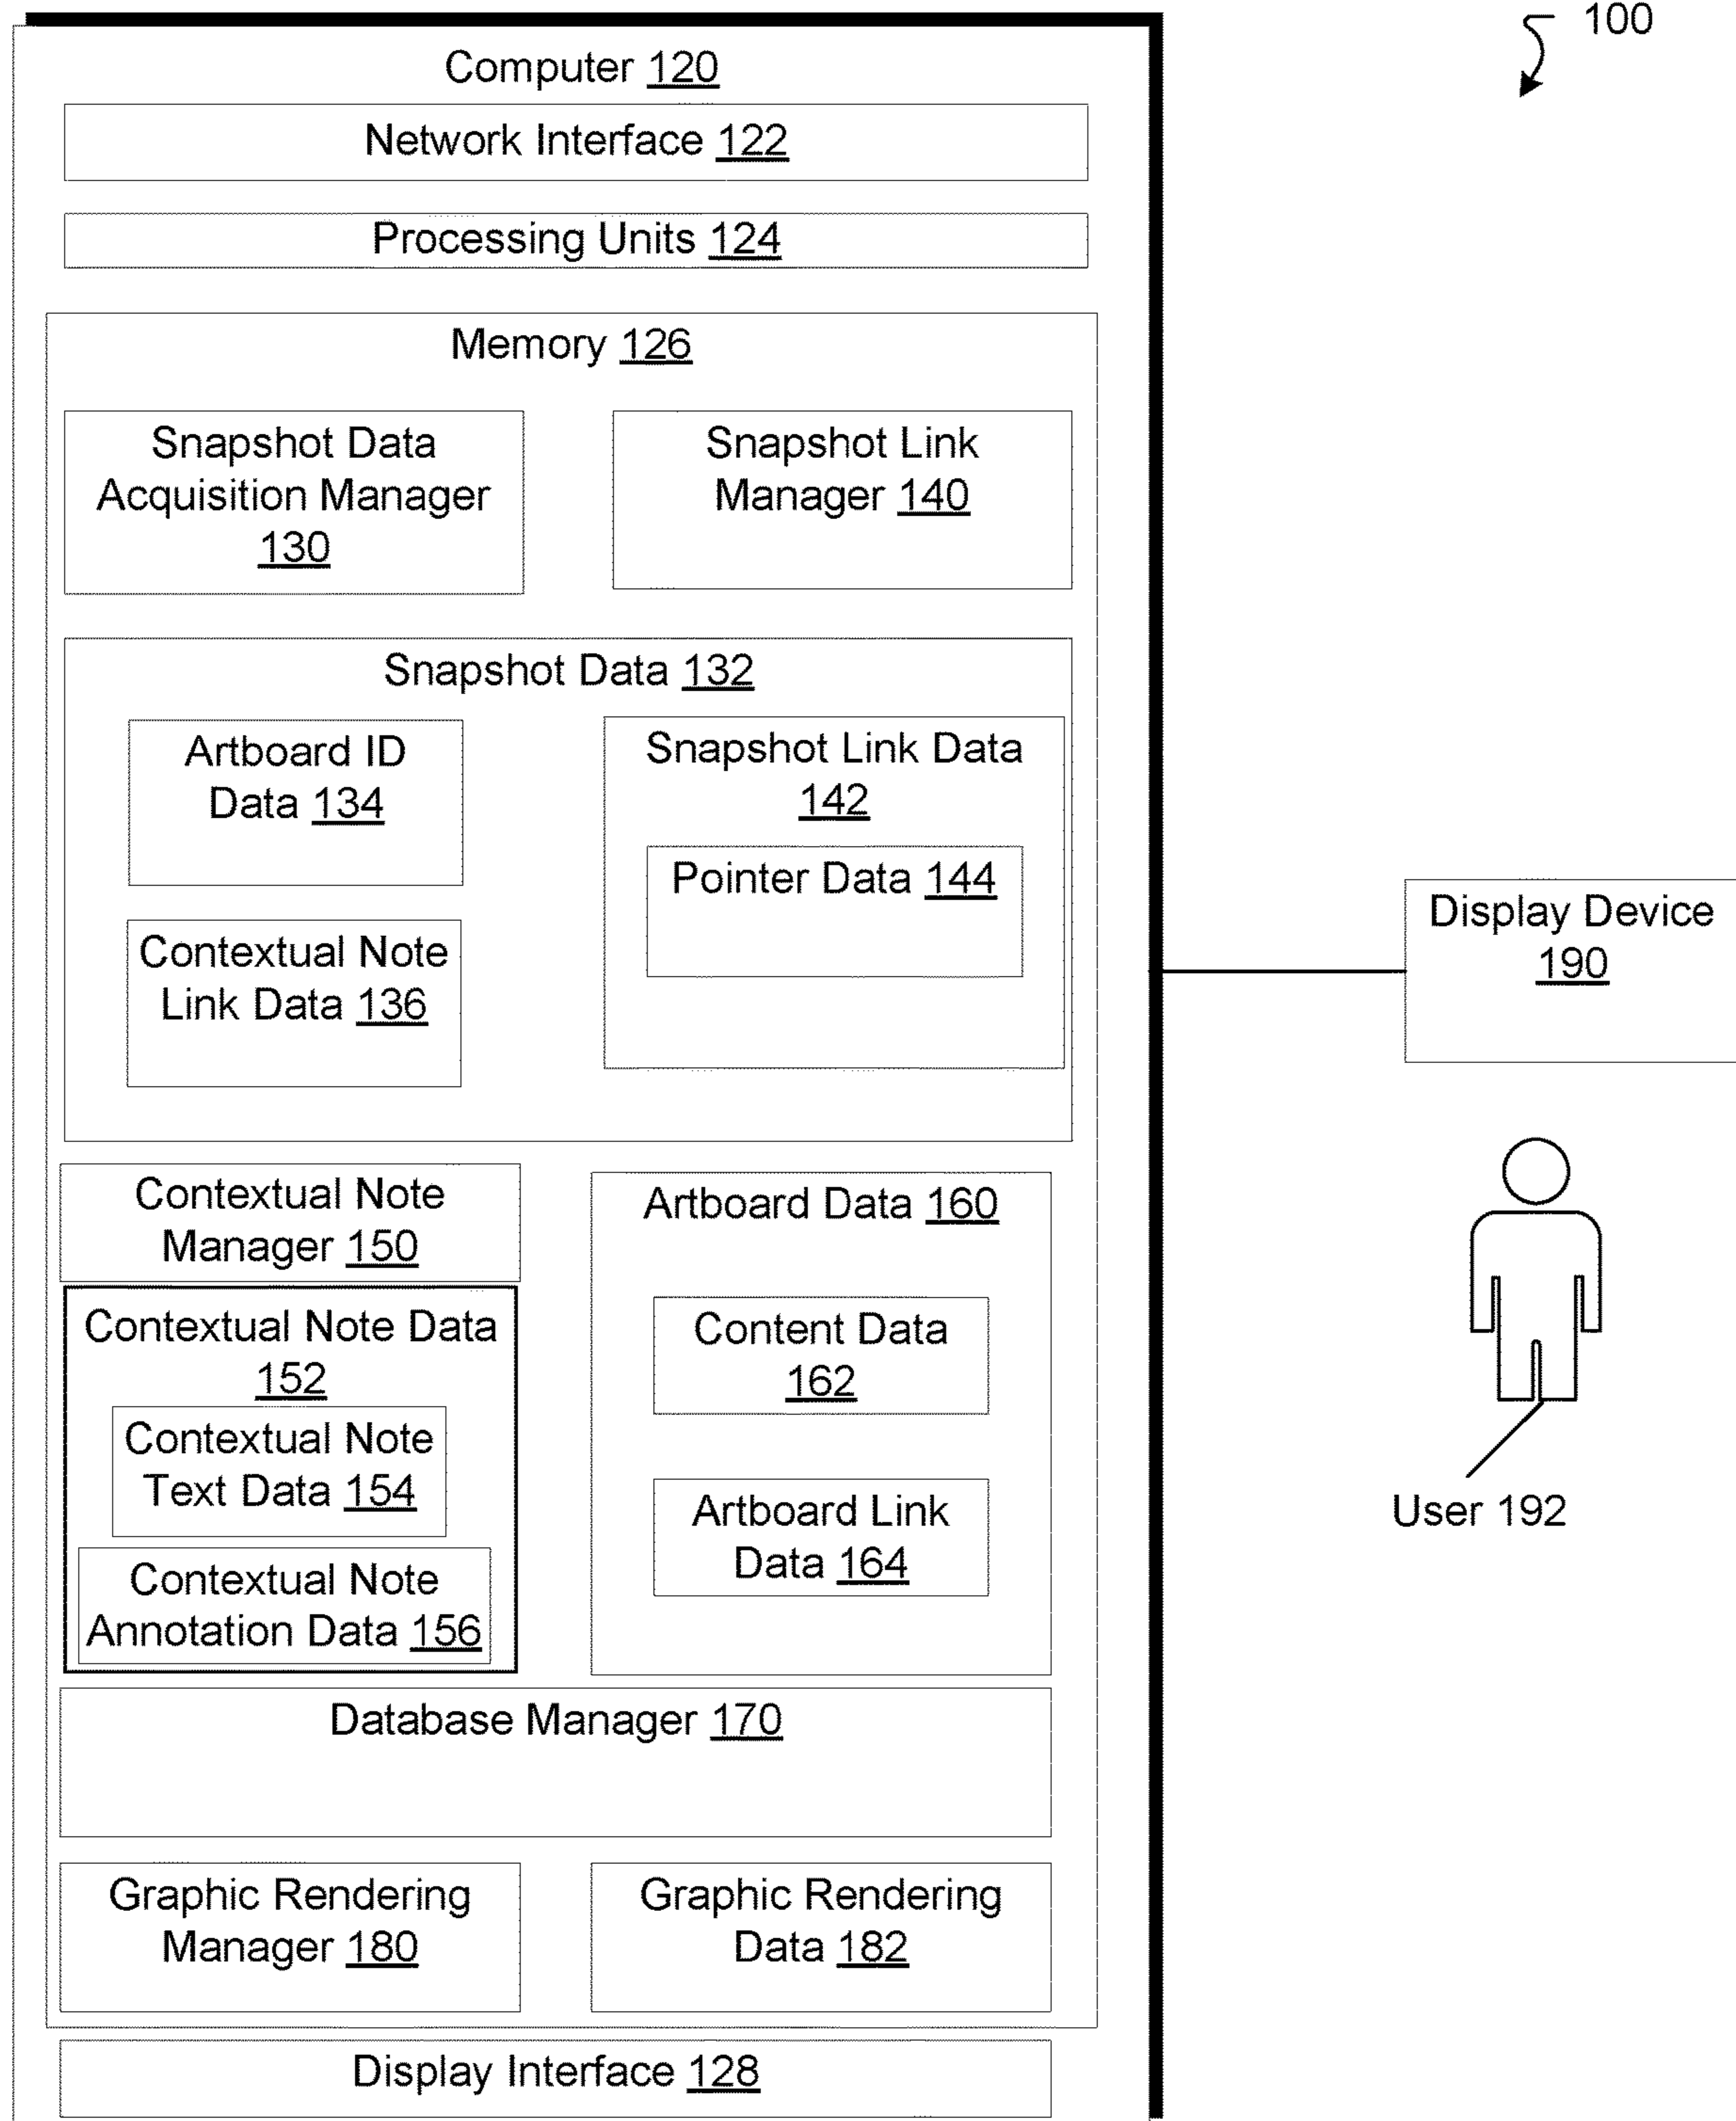 100
Computer 120
Network Interface 122
Processing Units 124
Memory 126
Snapshot Data
Acquisition Manager
130
Snapshot Link
Manager 140
Snapshot Data 132
Artboard ID
Data 134
Contextual Note
Link Data 136
Snapshot Link Data
142
Pointer Data 144
Display Device
190
User 192
Contextual Note
Manager 150
Contextual Note Data
152
Contextual Note
Text Data 154
Contextual Note
Annotation Data 156
Artboard Data 160
Content Data
162
Artboard Link
Data 164
Database Manager 170
Graphic Rendering
Manager 180
Graphic Rendering
Data 182
Display Interface 128